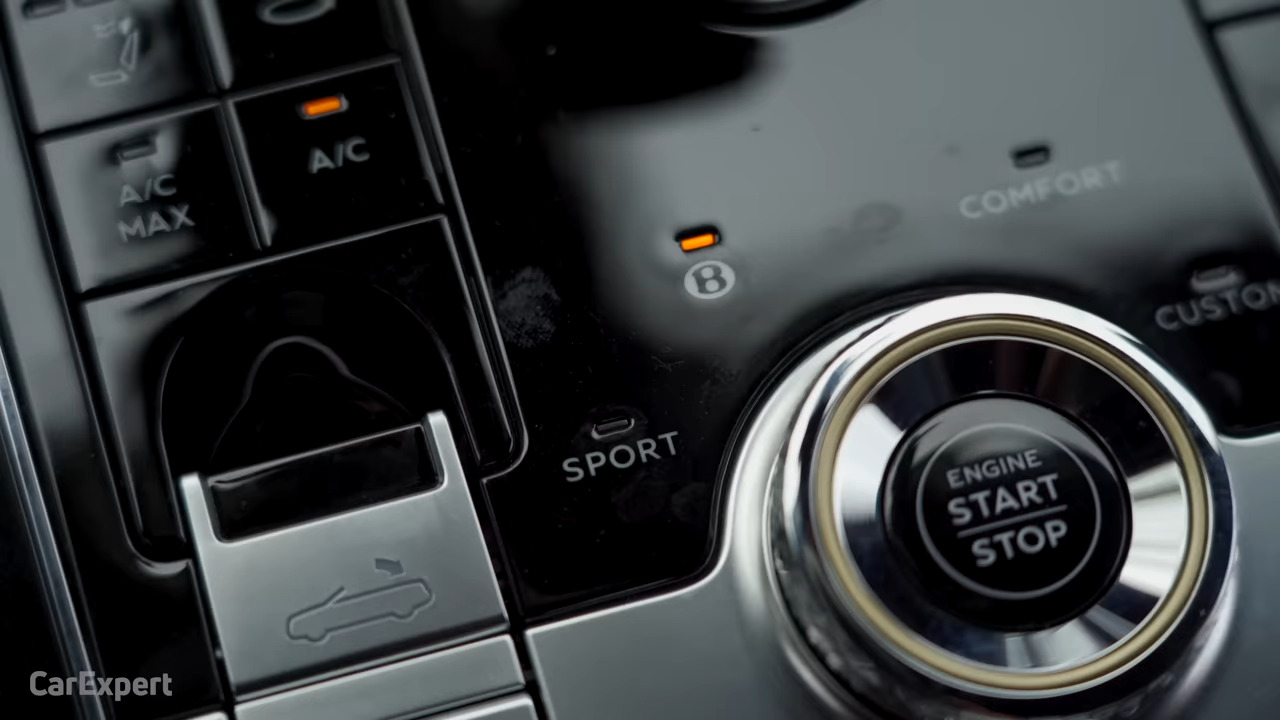 A/C
A/C
MAX
B
COMFORT
SPORT
ENGINE
START
STOP
CarExpert